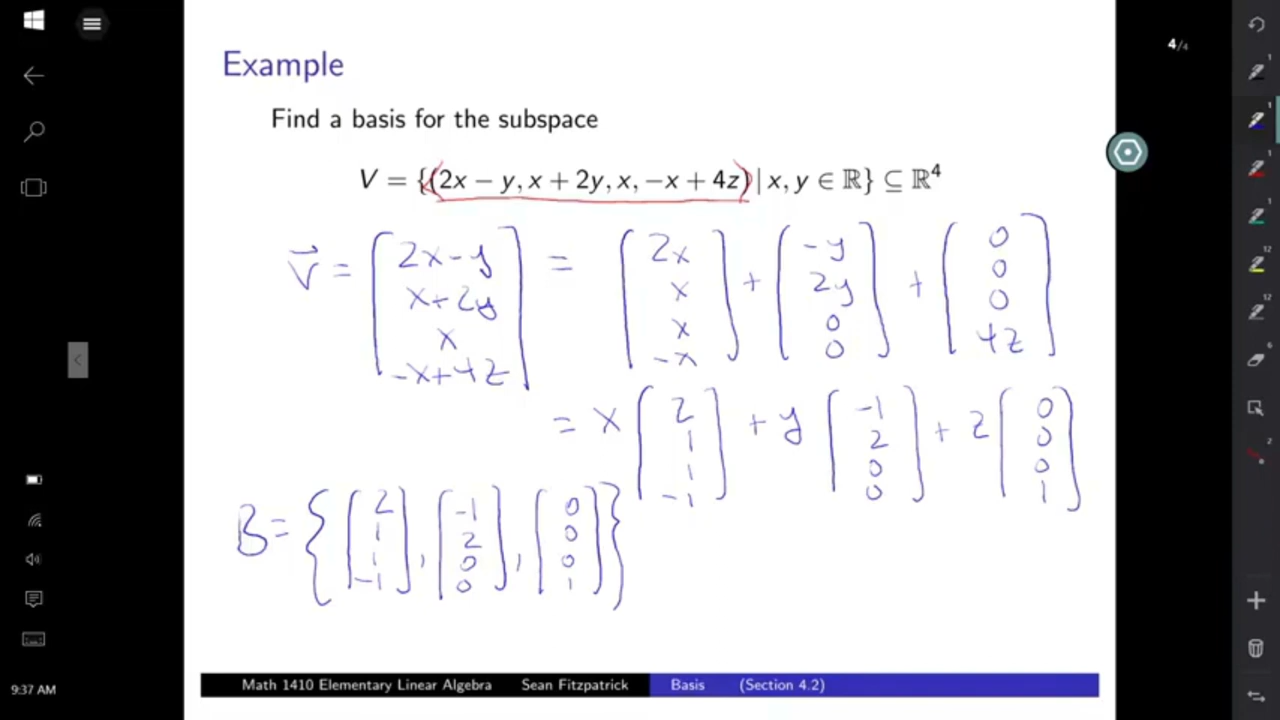 4/4
Example
Find a basis for the subspace
V = {(2x − y, x + 2y, x, −x + 4z) | x, y ∈ ℝ} ⊆ ℝ⁴
v⃗ = [2x-y, x+2y, x, -x+4z] = [2x, x, x, -x] + [-y, 2y, 0, 0] + [0, 0, 0, 4z]
= x [2, 1, 1, -1] + y [-1, 2, 0, 0] + z [0, 0, 0, 1]
B = { [2, 1, 1, -1], [-1, 2, 0, 0], [0, 0, 0, 1] }
Math 1410 Elementary Linear Algebra Sean Fitzpatrick Basis (Section 4.2)
9:37 AM